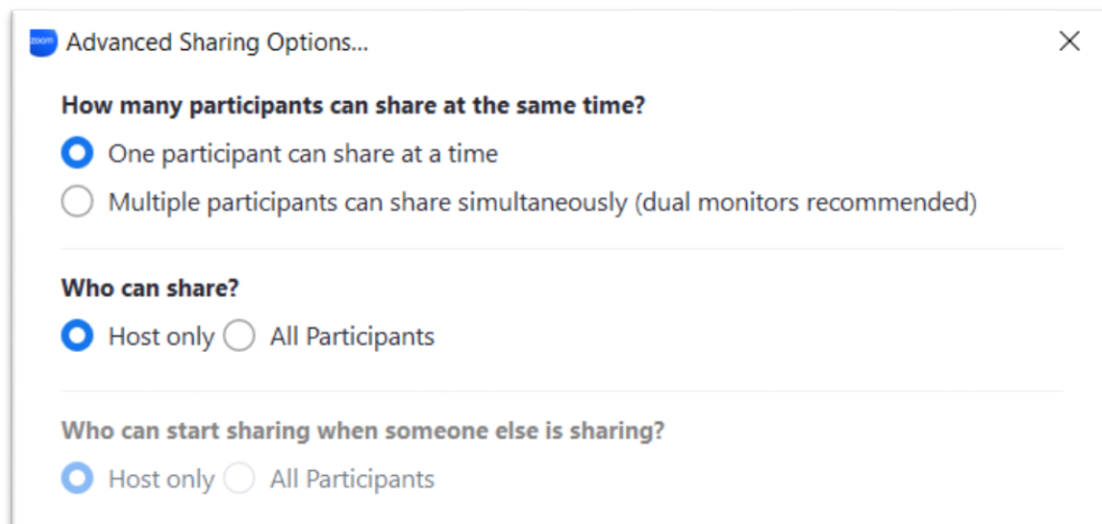 zoom Advanced Sharing Options...
How many participants can share at the same time?
One participant can share at a time
Multiple participants can share simultaneously (dual monitors recommended)
Who can share?
Host only All Participants
Who can start sharing when someone else is sharing?
Host only All Participants